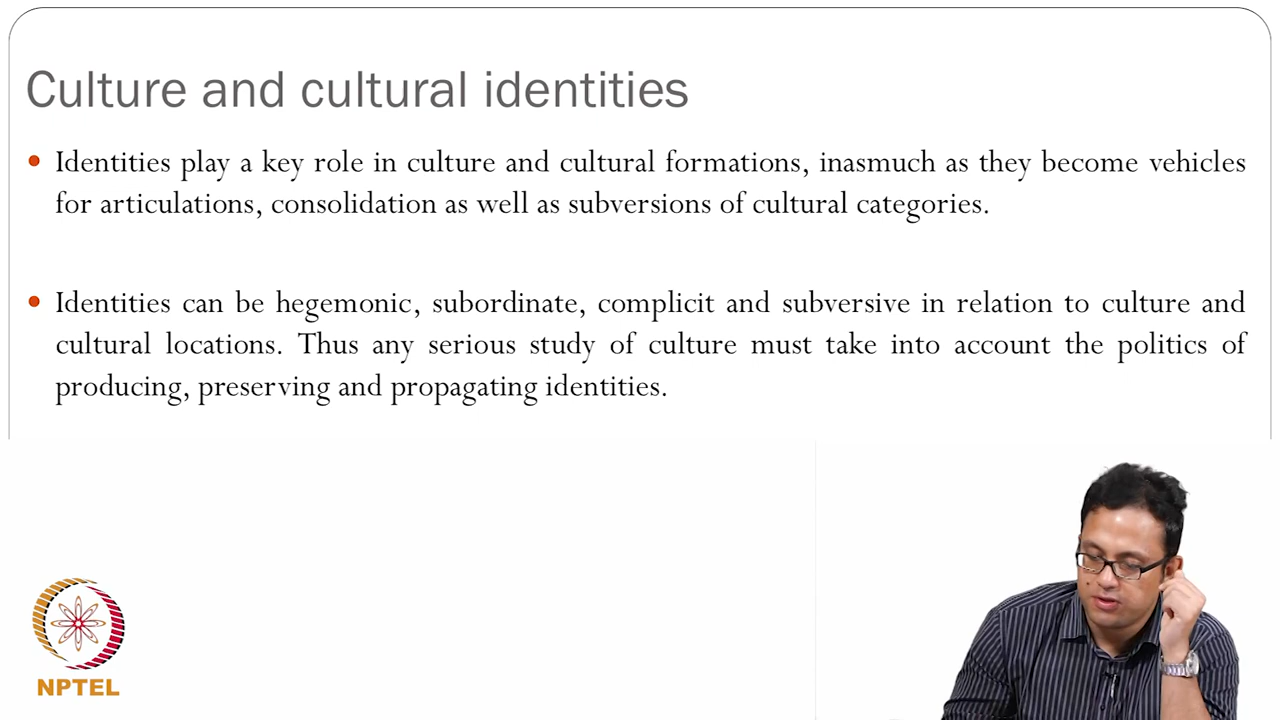 Culture and cultural identities
Identities play a key role in culture and cultural formations, inasmuch as they become vehicles
for articulations, consolidation as well as subversions of cultural categories.
Identities can be hegemonic, subordinate, complicit and subversive in relation to culture and
cultural locations. Thus any serious study of culture must take into account the politics of
producing, preserving and propagating identities.
NPTEL